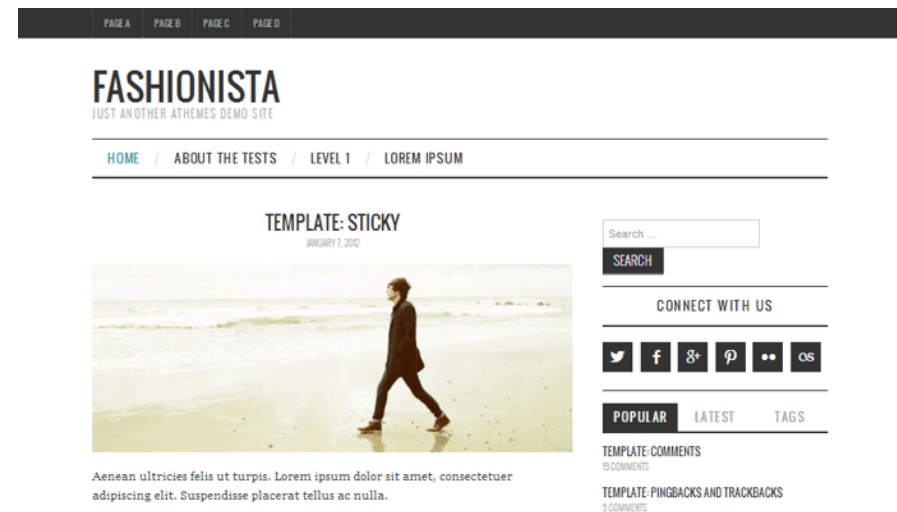 PAGE A PAGE B PAGE C PAGE D
FASHIONISTA
JUST ANOTHER ATHEMES DEMO SITE
HOME / ABOUT THE TESTS / LEVEL 1 / LOREM IPSUM
TEMPLATE: STICKY
JANUARY 7, 2012
Aenean ultricies felis ut turpis. Lorem ipsum dolor sit amet, consectetuer
adipiscing elit. Suspendisse placerat tellus ac nulla.
Search ...
SEARCH
CONNECT WITH US
POPULAR LATEST TAGS
TEMPLATE: COMMENTS
19 COMMENTS
TEMPLATE: PINGBACKS AND TRACKBACKS
5 COMMENTS